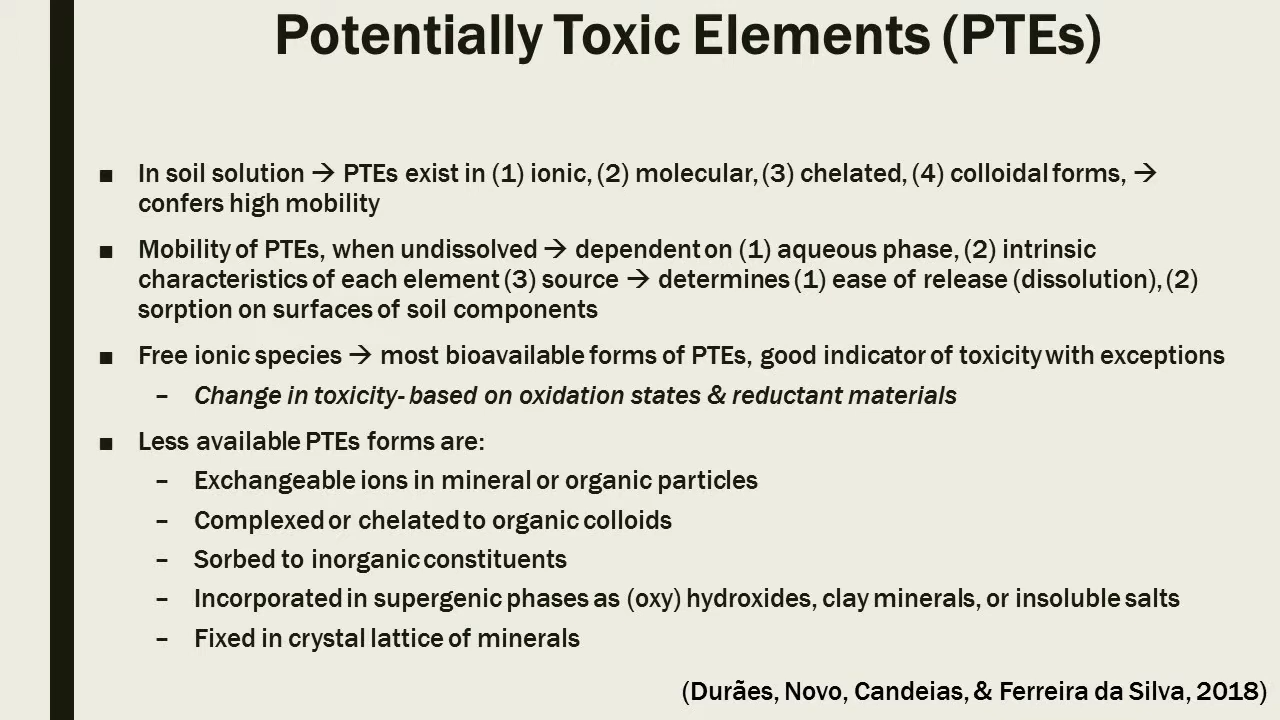 Potentially Toxic Elements (PTEs)
■ In soil solution → PTEs exist in (1) ionic, (2) molecular, (3) chelated, (4) colloidal forms, →
confers high mobility
■ Mobility of PTEs, when undissolved → dependent on (1) aqueous phase, (2) intrinsic
characteristics of each element (3) source → determines (1) ease of release (dissolution), (2)
sorption on surfaces of soil components
■ Free ionic species → most bioavailable forms of PTEs, good indicator of toxicity with exceptions
– Change in toxicity- based on oxidation states & reductant materials
■ Less available PTEs forms are:
– Exchangeable ions in mineral or organic particles
– Complexed or chelated to organic colloids
– Sorbed to inorganic constituents
– Incorporated in supergenic phases as (oxy) hydroxides, clay minerals, or insoluble salts
– Fixed in crystal lattice of minerals
(Durães, Novo, Candeias, & Ferreira da Silva, 2018)